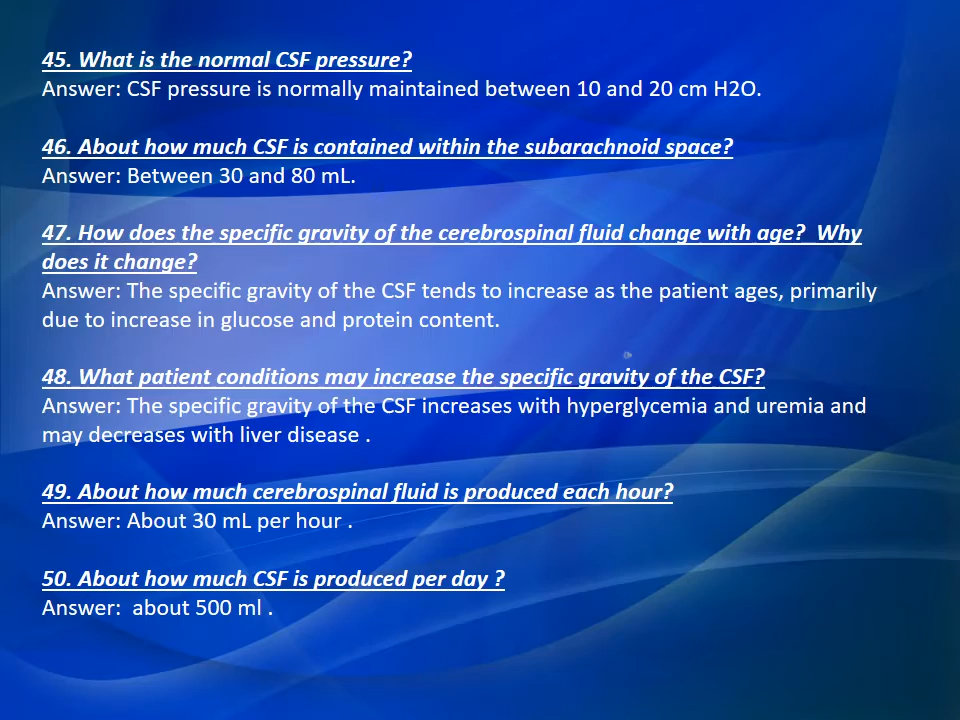 45. What is the normal CSF pressure?
Answer: CSF pressure is normally maintained between 10 and 20 cm H2O.
46. About how much CSF is contained within the subarachnoid space?
Answer: Between 30 and 80 mL.
47. How does the specific gravity of the cerebrospinal fluid change with age?  Why
does it change?
Answer: The specific gravity of the CSF tends to increase as the patient ages, primarily
due to increase in glucose and protein content.
48. What patient conditions may increase the specific gravity of the CSF?
Answer: The specific gravity of the CSF increases with hyperglycemia and uremia and
may decreases with liver disease .
49. About how much cerebrospinal fluid is produced each hour?
Answer: About 30 mL per hour .
50. About how much CSF is produced per day ?
Answer:  about 500 ml .